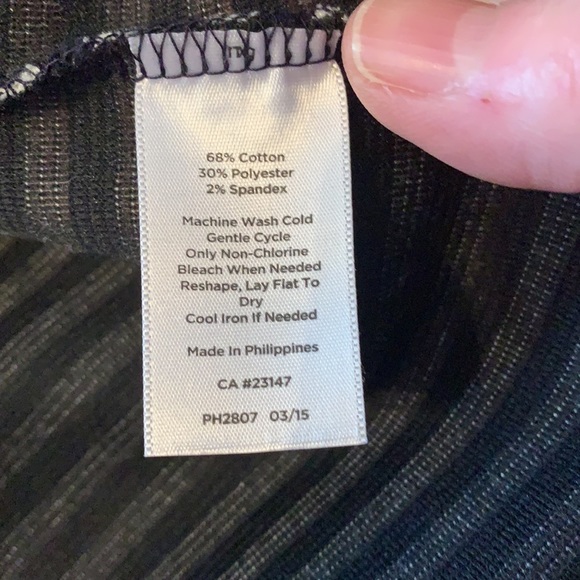 68% Cotton
30% Polyester
2% Spandex
Machine Wash Cold
Gentle Cycle
Only Non-Chlorine
Bleach When Needed
Reshape, Lay Flat To
Dry
Cool Iron If Needed
Made In Philippines
CA #23147
PH2807 03/15